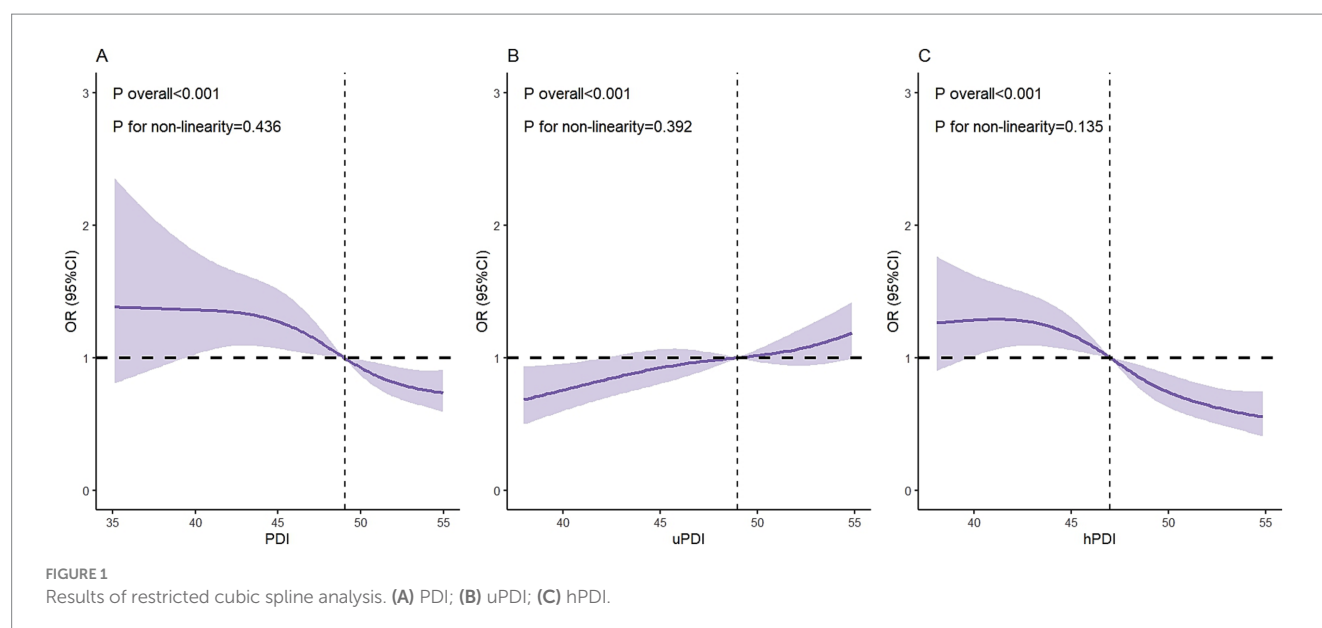 A
P overall<0.001
P for non-linearity=0.436
OR (95%CI)
3
2
1
0
35
40
45
50
55
PDI
B
P overall<0.001
P for non-linearity=0.392
OR (95%CI)
3
2
1
0
40
45
50
55
uPDI
C
P overall<0.001
P for non-linearity=0.135
OR (95%CI)
3
2
1
0
40
45
50
55
hPDI
FIGURE 1
Results of restricted cubic spline analysis. (A) PDI; (B) uPDI; (C) hPDI.